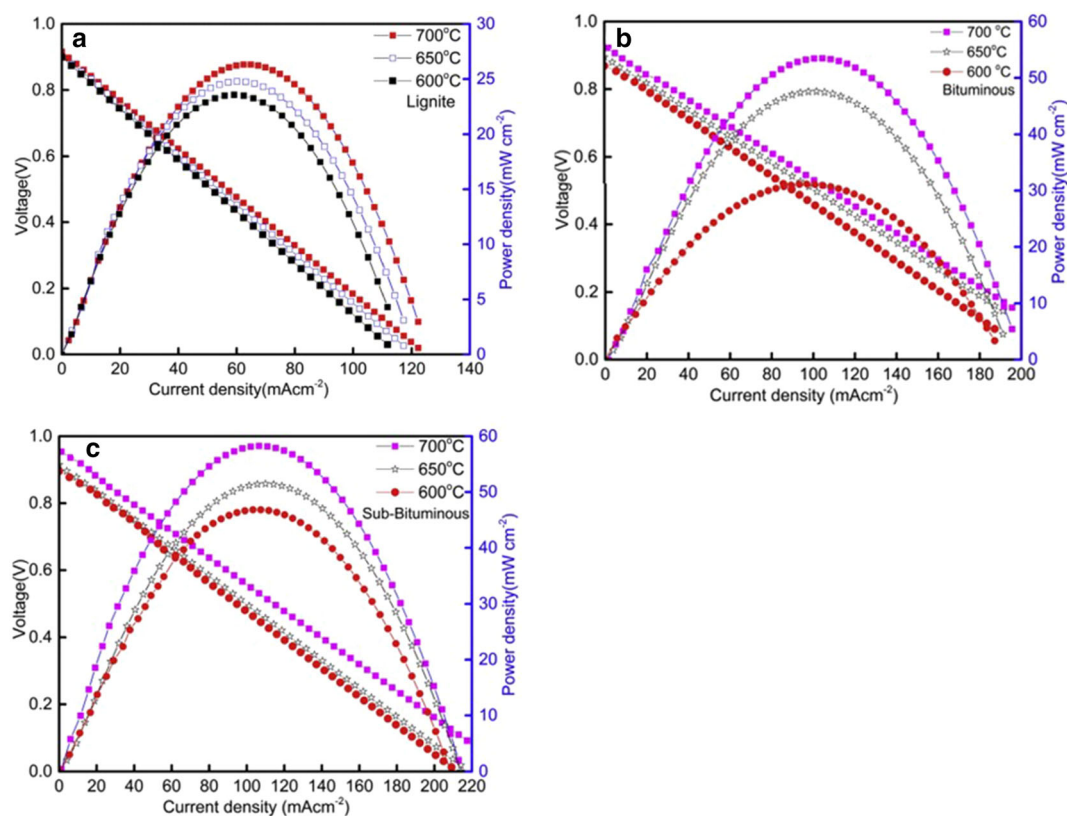 a
700°C
650°C
600°C
Lignite
1.0
0.8
0.6
0.4
0.2
0.0
Voltage(V)
30
25
20
15
10
5
0
Power density(mW cm⁻²)
0 20 40 60 80 100 120 140
Current density(mAcm⁻²)
b
700 °C
650°C
600 °C
Bituminous
1.0
0.8
0.6
0.4
0.2
0.0
Voltage(V)
60
50
40
30
20
10
0
Power density (mW cm⁻²)
0 20 40 60 80 100 120 140 160 180 200
Current density (mAcm⁻²)
c
700°C
650°C
600°C
Sub-Bituminous
1.0
0.8
0.6
0.4
0.2
0.0
Voltage(V)
60
50
40
30
20
10
0
Power density(mW cm⁻²)
0 20 40 60 80 100 120 140 160 180 200 220
Current density (mAcm⁻²)